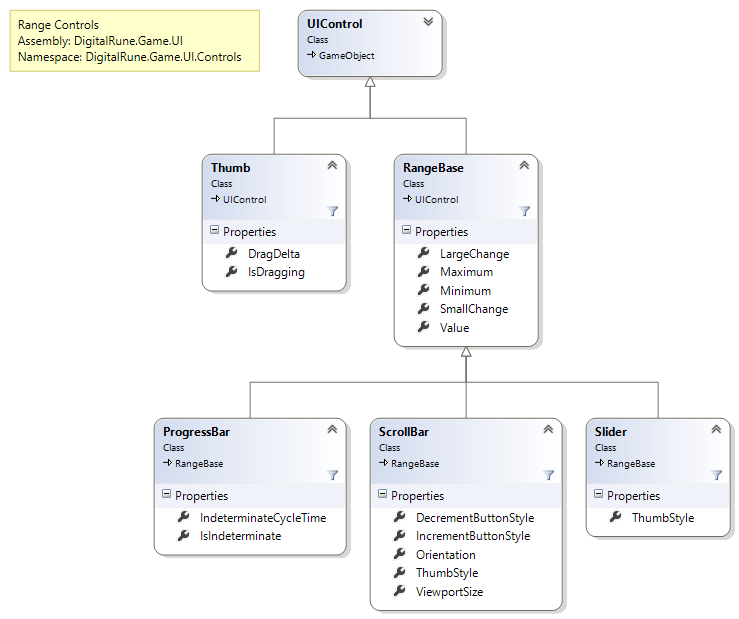 Range Controls
Assembly: DigitalRune.Game.UI
Namespace: DigitalRune.Game.UI.Controls
UIControl
Class
GameObject
Thumb
Class
UIControl
Properties
DragDelta
IsDragging
RangeBase
Class
UIControl
Properties
LargeChange
Maximum
Minimum
SmallChange
Value
ProgressBar
Class
RangeBase
Properties
IndeterminateCycleTime
IsIndeterminate
ScrollBar
Class
RangeBase
Properties
DecrementButtonStyle
IncrementButtonStyle
Orientation
ThumbStyle
ViewportSize
Slider
Class
RangeBase
Properties
ThumbStyle